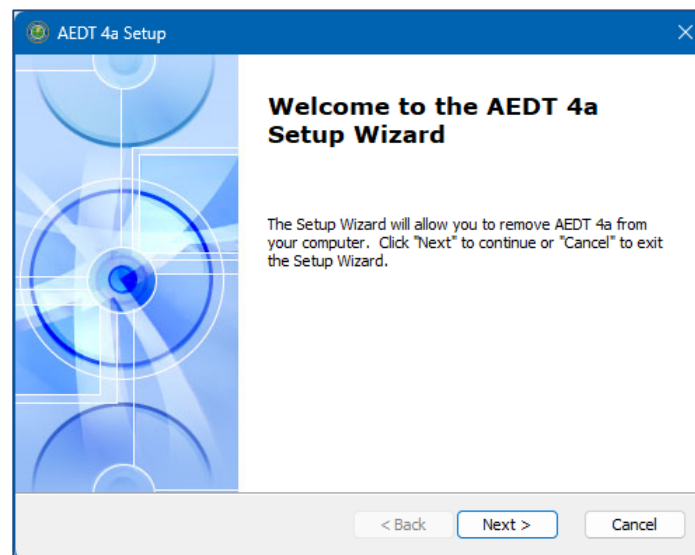 AEDT 4a Setup
Welcome to the AEDT 4a
Setup Wizard
The Setup Wizard will allow you to remove AEDT 4a from
your computer.  Click "Next" to continue or "Cancel" to exit
the Setup Wizard.
< Back
Next >
Cancel